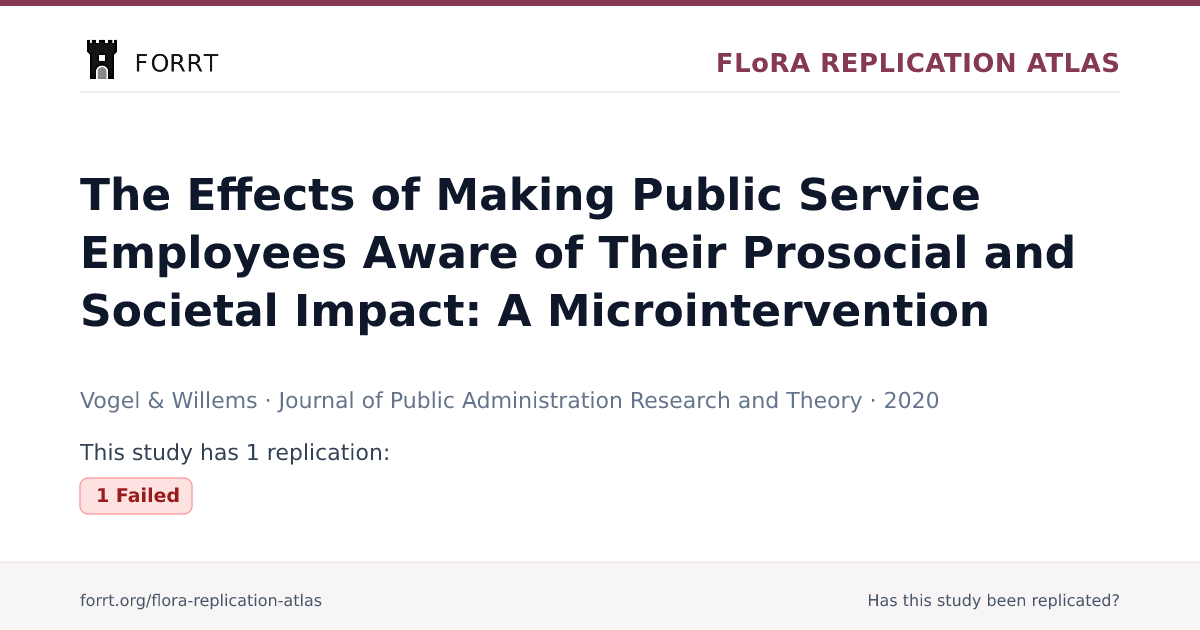 FORRT
FLoRA REPLICATION ATLAS
The Effects of Making Public Service
Employees Aware of Their Prosocial and
Societal Impact: A Microintervention
Vogel & Willems · Journal of Public Administration Research and Theory · 2020
This study has 1 replication:
1 Failed
forrt.org/flora-replication-atlas
Has this study been replicated?